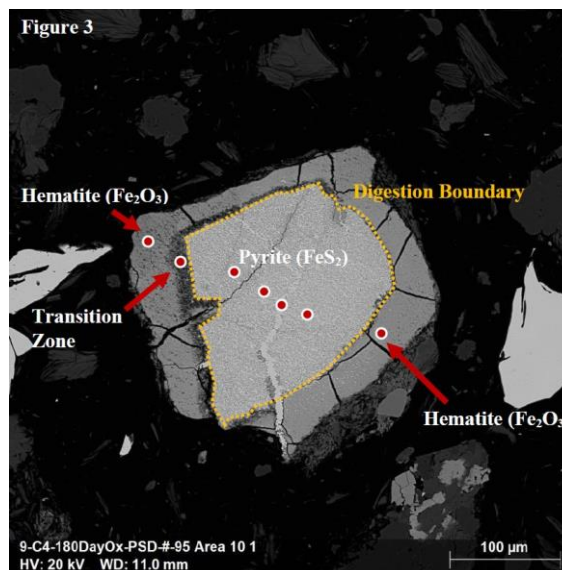 Figure 3
Hematite (Fe₂O₃)
Digestion Boundary
Pyrite (FeS₂)
Transition
Zone
Hematite (Fe₂O₃
9-C4-180DayOx-PSD-#-95 Area 10 1
HV: 20 kV WD: 11.0 mm
100 µm